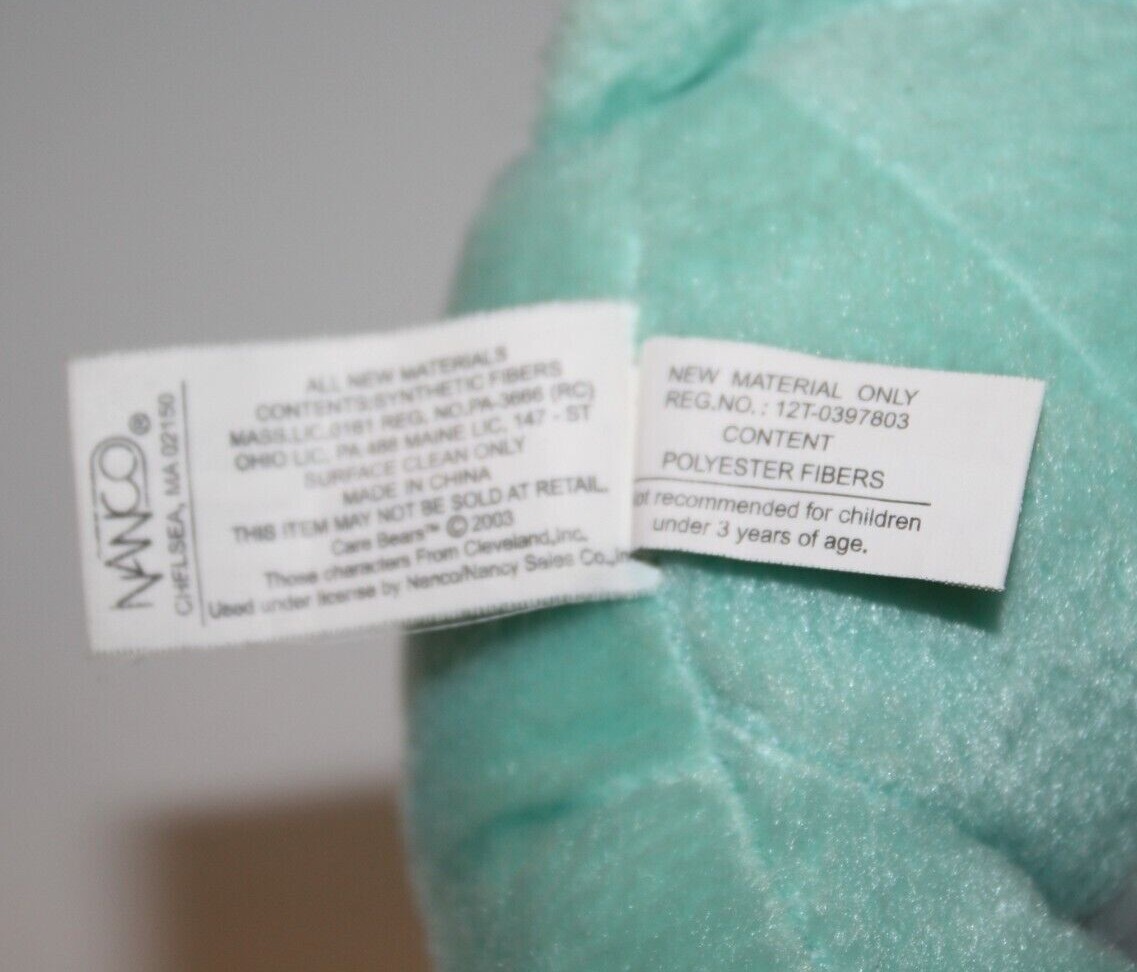 NANCO®
CHELSEA, MA 02150
ALL NEW MATERIALS
CONTENTS:SYNTHETIC FIBERS
MASS.LIC.0181 REG. NO.PA-3666 (RC)
OHIO LIC. PA 488 MAINE LIC. 147 - ST
SURFACE CLEAN ONLY
MADE IN CHINA
THIS ITEM MAY NOT BE SOLD AT RETAIL.
Care Bears™ © 2003
Those characters From Cleveland,Inc.
Used under license by Nanco/Nancy Sales Co.,
NEW MATERIAL ONLY
REG.NO. : 12T-0397803
CONTENT
POLYESTER FIBERS
ot recommended for children
under 3 years of age.